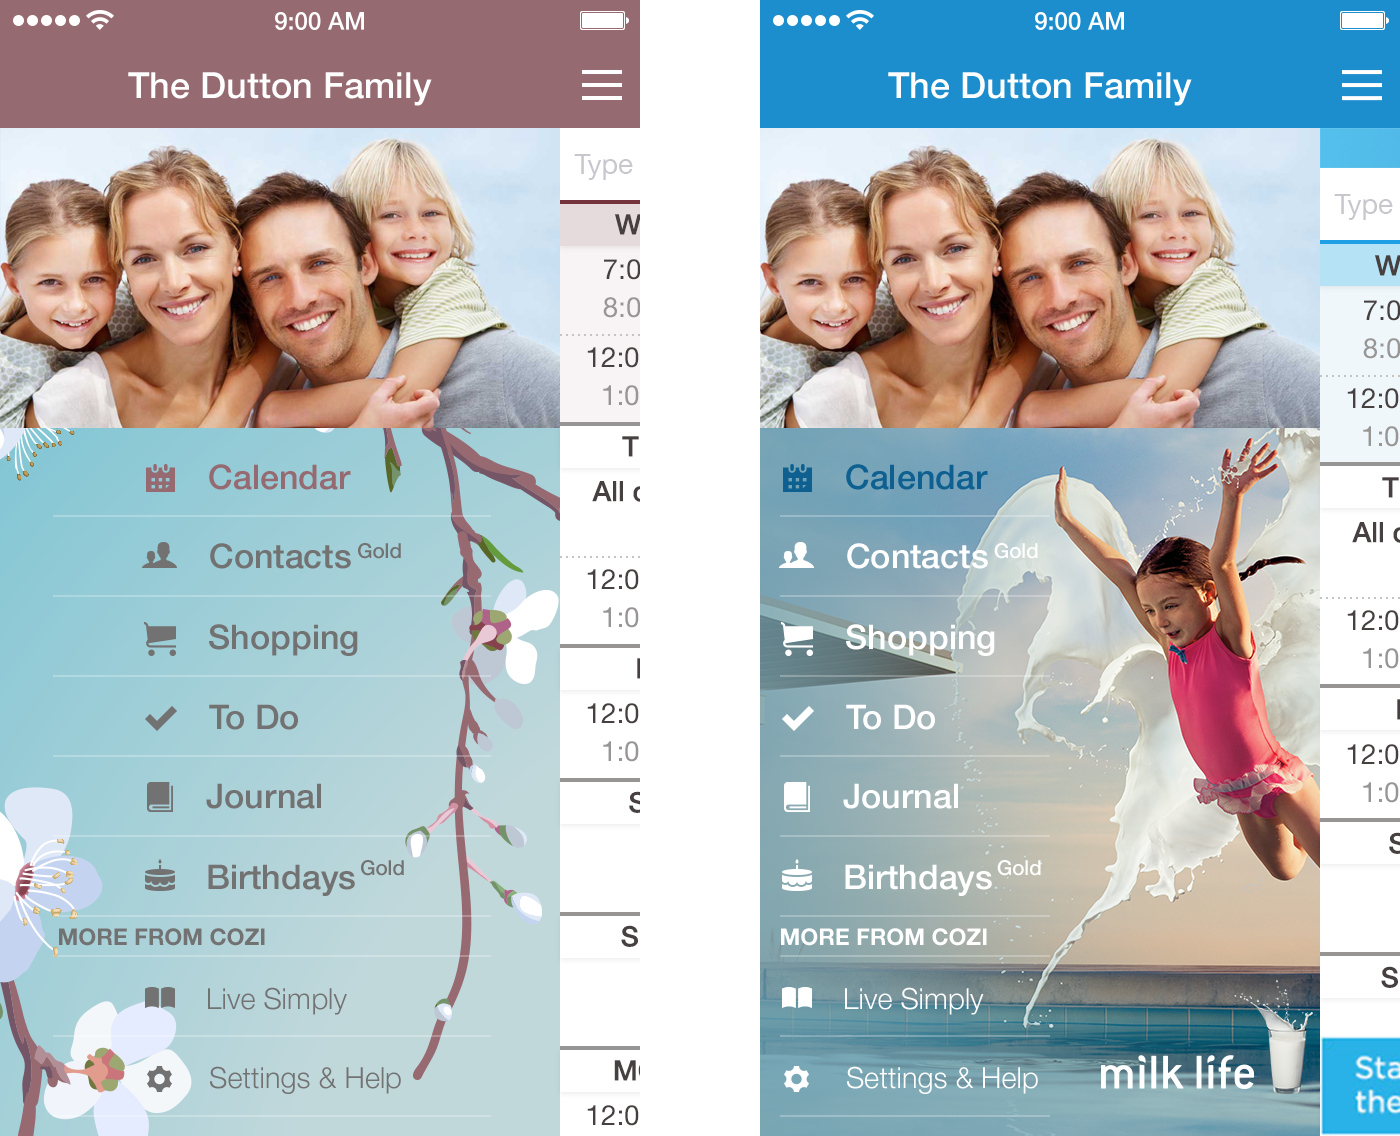 9:00 AM
The Dutton Family
Type
W
7:0
8:0
12:0
1:0
T
Calendar
All
Contacts Gold
12:0
1:0
Shopping
12:0
To Do
1:0
Journal
S
Birthdays Gold
MORE FROM COZI
S
Live Simply
Settings & Help
M
12:0
9:00 AM
The Dutton Family
Type
W
7:0
8:0
12:0
1:0
Calendar
T
All
Contacts Gold
12:0
Shopping
1:0
To Do
12:0
Journal
1:0
S
Birthdays Gold
MORE FROM COZI
S
Live Simply
Settings & Help
milk life
Sta
the